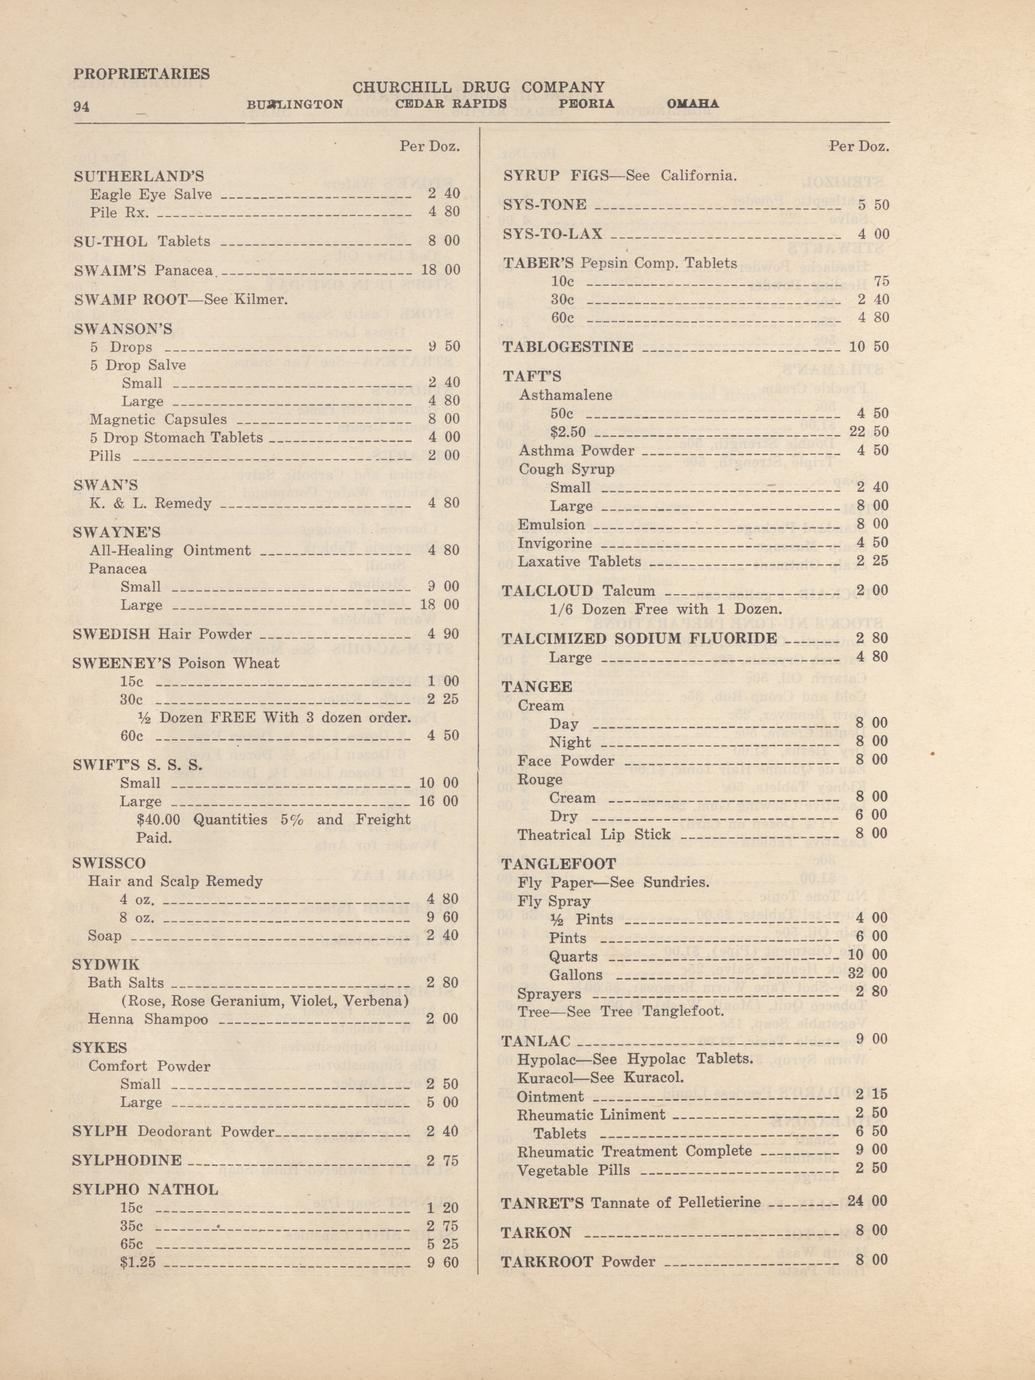 PROPRIETARIES
CHURCHILL DRUG COMPANY
94 BURLINGTON CEDAR RAPIDS PEORIA OMAHA
Per Doz.
SUTHERLAND'S
Eagle Eye Salve 2 40
Pile Rx. 4 80
SU-THOL Tablets 8 00
SWAIM'S Panacea 18 00
SWAMP ROOT—See Kilmer.
SWANSON'S
5 Drops 9 50
5 Drop Salve
Small 2 40
Large 4 80
Magnetic Capsules 8 00
5 Drop Stomach Tablets 4 00
Pills 2 00
SWAN'S
K. & L. Remedy 4 80
SWAYNE'S
All-Healing Ointment 4 80
Panacea
Small 9 00
Large 18 00
SWEDISH Hair Powder 4 90
SWEENEY'S Poison Wheat
15c 1 00
30c 2 25
½ Dozen FREE With 3 dozen order.
60c 4 50
SWIFT'S S. S. S.
Small 10 00
Large 16 00
$40.00 Quantities 5% and Freight
Paid.
SWISSCO
Hair and Scalp Remedy
4 oz. 4 80
8 oz. 9 60
Soap 2 40
SYDWIK
Bath Salts 2 80
(Rose, Rose Geranium, Violet, Verbena)
Henna Shampoo 2 00
SYKES
Comfort Powder
Small 2 50
Large 5 00
SYLPH Deodorant Powder 2 40
SYLPHODINE 2 75
SYLPHO NATHOL
15c 1 20
35c 2 75
65c 5 25
$1.25 9 60
Per Doz.
SYRUP FIGS—See California.
SYS-TONE 5 50
SYS-TO-LAX 4 00
TABER'S Pepsin Comp. Tablets
10c 75
30c 2 40
60c 4 80
TABLOGESTINE 10 50
TAFT'S
Asthamalene
50c 4 50
$2.50 22 50
Asthma Powder 4 50
Cough Syrup
Small 2 40
Large 8 00
Emulsion 8 00
Invigorine 4 50
Laxative Tablets 2 25
TALCLOUD Talcum 2 00
1/6 Dozen Free with 1 Dozen.
TALCIMIZED SODIUM FLUORIDE 2 80
Large 4 80
TANGEE
Cream
Day 8 00
Night 8 00
Face Powder 8 00
Rouge
Cream 8 00
Dry 6 00
Theatrical Lip Stick 8 00
TANGLEFOOT
Fly Paper—See Sundries.
Fly Spray
½ Pints 4 00
Pints 6 00
Quarts 10 00
Gallons 32 00
Sprayers 2 80
Tree—See Tree Tanglefoot.
TANLAC 9 00
Hypolac—See Hypolac Tablets.
Kuracol—See Kuracol.
Ointment 2 15
Rheumatic Liniment 2 50
Tablets 6 50
Rheumatic Treatment Complete 9 00
Vegetable Pills 2 50
TANRET'S Tannate of Pelletierine 24 00
TARKON 8 00
TARKROOT Powder 8 00